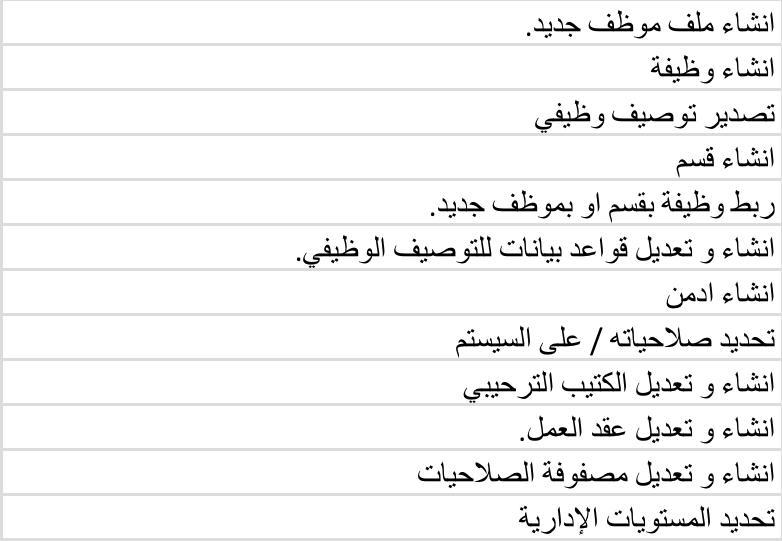 انشاء ملف موظف جديد.
انشاء وظيفة
تصدير توصيف وظيفي
انشاء قسم
ربط وظيفة بقسم او بموظف جديد.
انشاء و تعديل قواعد بيانات للتوصيف الوظيفي.
انشاء ادمن
تحديد صلاحياته / على السيستم
انشاء و تعديل الكتيب الترحيبي
انشاء و تعديل عقد العمل.
انشاء و تعديل مصفوفة الصلاحيات
تحديد المستويات الإدارية